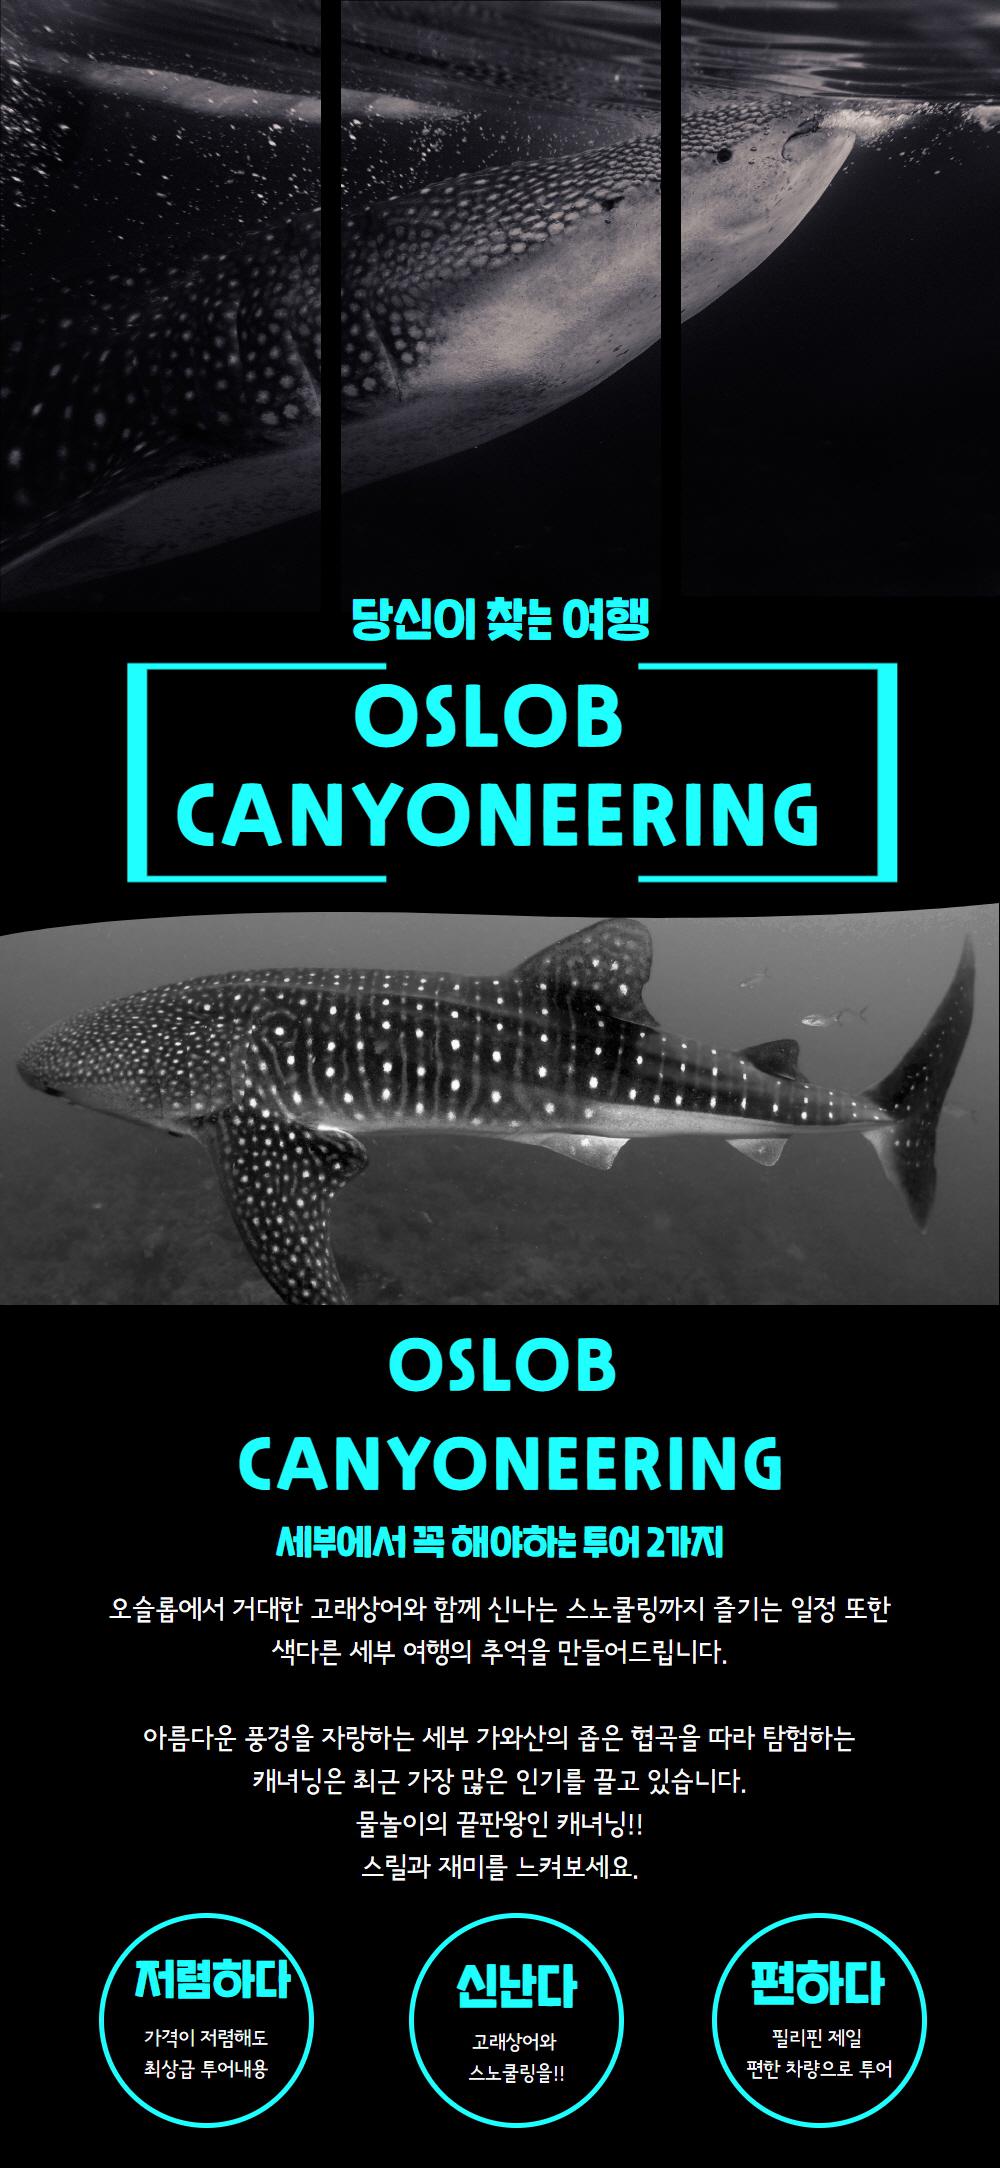 당신이 찾는 여행
OSLOB
CANYONEERING
OSLOB
CANYONEERING
세부에서 꼭 해야하는 투어 2가지
오슬롭에서 거대한 고래상어와 함께 신나는 스노쿨링까지 즐기는 일정 또한
색다른 세부 여행의 추억을 만들어드립니다.
아름다운 풍경을 자랑하는 세부 가와산의 좁은 협곡을 따라 탐험하는
캐녀닝은 최근 가장 많은 인기를 끌고 있습니다.
물놀이의 끝판왕인 캐녀닝!!
스릴과 재미를 느껴보세요.
저렴하다
가격이 저렴해도
최상급 투어내용
신난다
고래상어와
스노쿨링을!!
편하다
필리핀 제일
편한 차량으로 투어